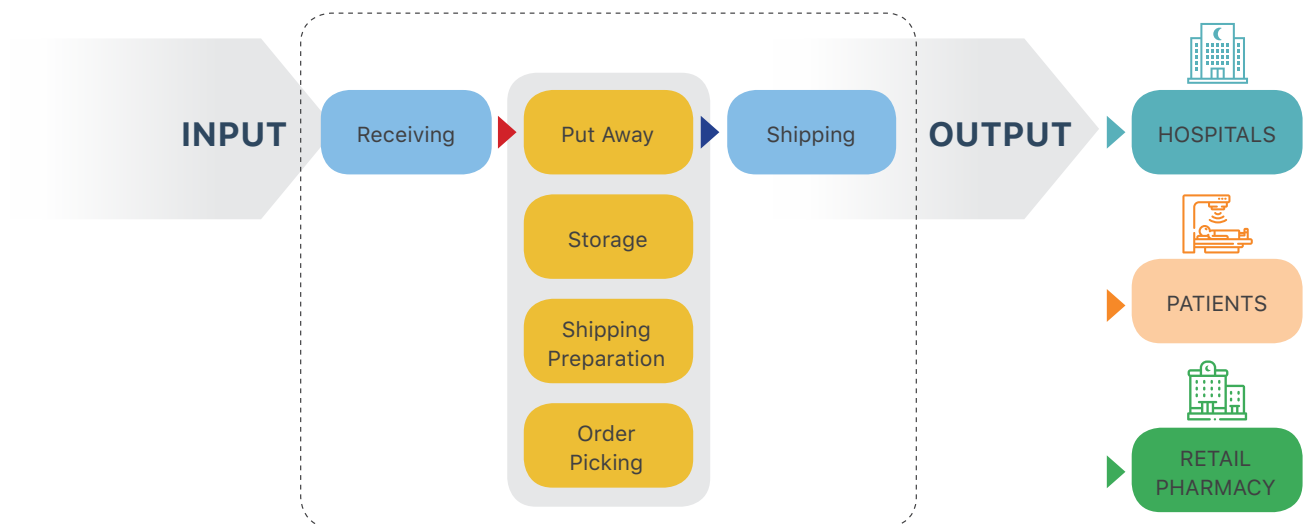 INPUT
Receiving
Put Away
Storage
Shipping
Preparation
Order
Picking
Shipping
OUTPUT
HOSPITALS
PATIENTS
RETAIL
PHARMACY